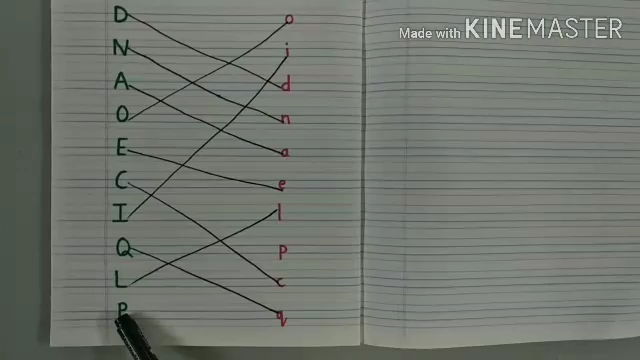 Made with KINEMASTER
D o
N i
A d
O n
E a
C e
I l
Q p
L c
P q